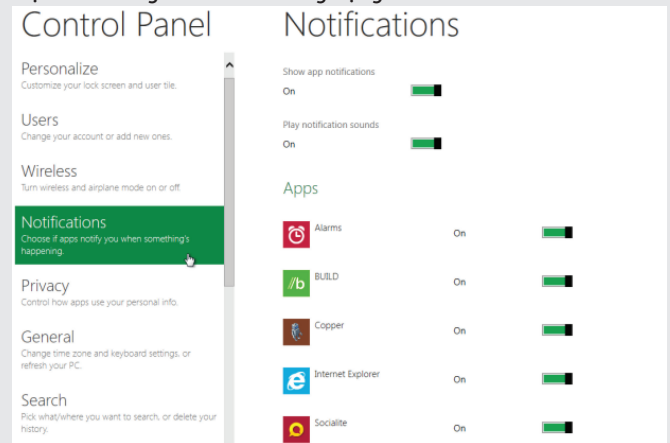 Control Panel
Personalize
Customize your lock screen and user tile.
Users
Change your account or add new ones.
Wireless
Turn wireless and airplane mode on or off.
Notifications
Choose if apps notify you when something's
happening.
Privacy
Control how apps use your personal info.
General
Change time zone and keyboard settings, or
refresh your PC.
Search
Pick what/where you want to search, or delete your
history.
Notifications
Show app notifications
On
Play notification sounds
On
Apps
Alarms On
//b BUILD On
Copper On
Internet Explorer On
Socialite On